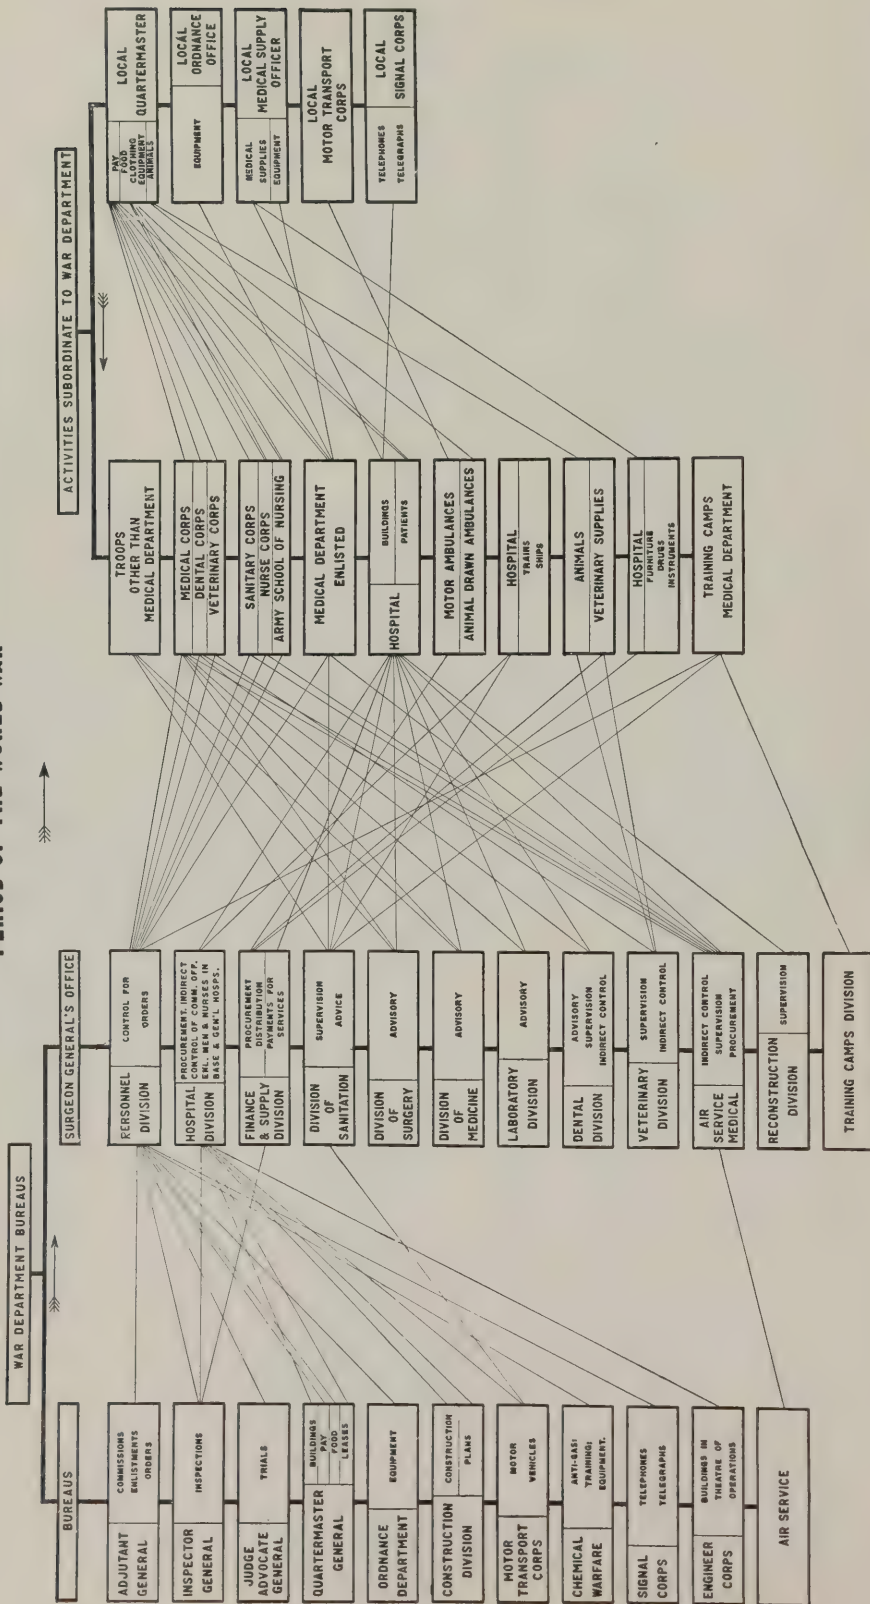 PERIOD OF THE WORLD WAR
WAR DEPARTMENT BUREAUS
BUREAUS
ADJUTANT
GENERAL
COMMISSIONS
ENLISTMENTS
ORDERS
INSPECTOR
GENERAL
INSPECTIONS
JUDGE
ADVOCATE
GENERAL
TRIALS
QUARTERMASTER
GENERAL
BUILDINGS
PAY
FOOD
LEASES
ORDNANCE
DEPARTMENT
EQUIPMENT
CONSTRUCTION
DIVISION
CONSTRUCTION
PLANS
MOTOR
TRANSPORT
CORPS
MOTOR
VEHICLES
CHEMICAL
WARFARE
ANTI-GAS:
TRAINING:
EQUIPMENT.
SIGNAL
CORPS
TELEPHONES
TELEGRAPHS
ENGINEER
CORPS
BUILDINGS IN
THEATRE OF
OPERATIONS
AIR SERVICE
SURGEON GENERAL'S OFFICE
PERSONNEL
DIVISION
CONTROL FOR
ORDERS
HOSPITAL
DIVISION
PROCUREMENT. INDIRECT
CONTROL OF COMM. OFF.
ENL. MEN & NURSES IN
BASE & GEN'L HOSPS.
FINANCE
& SUPPLY
DIVISION
PROCUREMENT
DISTRIBUTION
PAYMENTS FOR
SERVICES
DIVISION
OF
SANITATION
SUPERVISION
ADVICE
DIVISION
OF
SURGERY
ADVISORY
DIVISION
OF
MEDICINE
ADVISORY
LABORATORY
DIVISION
ADVISORY
DENTAL
DIVISION
ADVISORY
SUPERVISION
INDIRECT CONTROL
VETERINARY
DIVISION
SUPERVISION
INDIRECT CONTROL
AIR
SERVICE
MEDICAL
INDIRECT CONTROL
SUPERVISION
PROCUREMENT
RECONSTRUCTION
DIVISION
SUPERVISION
TRAINING CAMPS DIVISION
ACTIVITIES SUBORDINATE TO WAR DEPARTMENT
TROOPS
OTHER THAN
MEDICAL DEPARTMENT
MEDICAL CORPS
DENTAL CORPS
VETERINARY CORPS
SANITARY CORPS
NURSE CORPS
ARMY SCHOOL OF NURSING
MEDICAL DEPARTMENT
ENLISTED
HOSPITAL
BUILDINGS
PATIENTS
MOTOR AMBULANCES
ANIMAL DRAWN AMBULANCES
HOSPITAL
TRAINS
SHIPS
ANIMALS
VETERINARY SUPPLIES
HOSPITAL
FURNITURE
DRUGS
INSTRUMENTS
TRAINING CAMPS
MEDICAL DEPARTMENT
PAY
FOOD
CLOTHING
EQUIPMENT
ANIMALS
LOCAL
QUARTERMASTER
EQUIPMENT
LOCAL
ORDNANCE
OFFICE
MEDICAL
SUPPLIES
EQUIPMENT
LOCAL
MEDICAL SUPPLY
OFFICER
LOCAL
MOTOR TRANSPORT
CORPS
TELEPHONES
TELEGRAPHS
LOCAL
SIGNAL CORPS